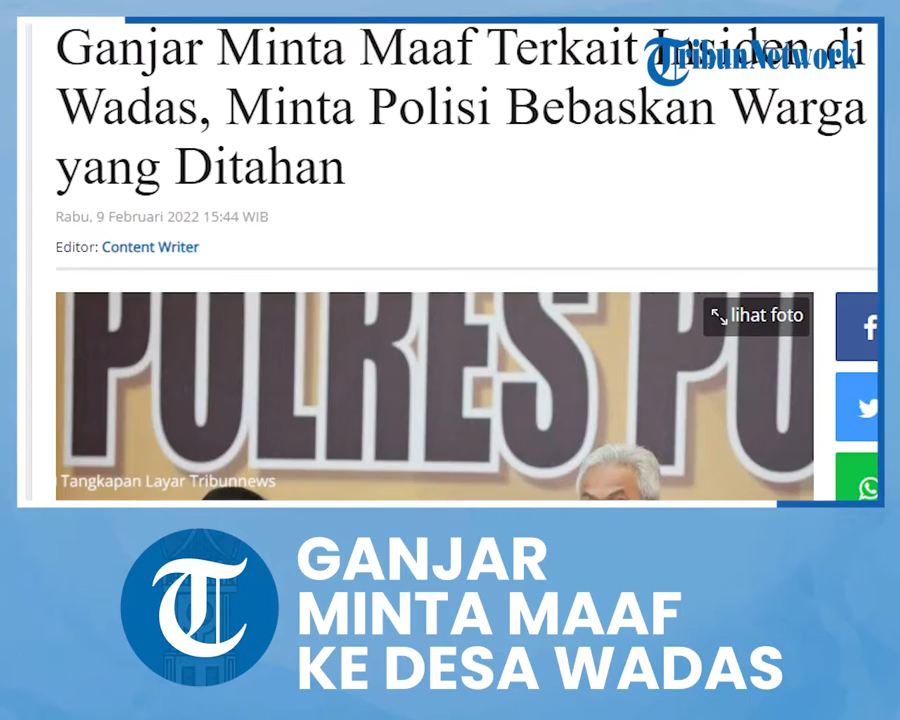 Ganjar Minta Maaf Terkait Insiden di
TribunNetwork
Wadas, Minta Polisi Bebaskan Warga
yang Ditahan
Rabu, 9 Februari 2022 15:44 WIB
Editor: Content Writer
POLRES PU
lihat foto
Tangkapan Layar Tribunnews
GANJAR
MINTA MAAF
KE DESA WADAS